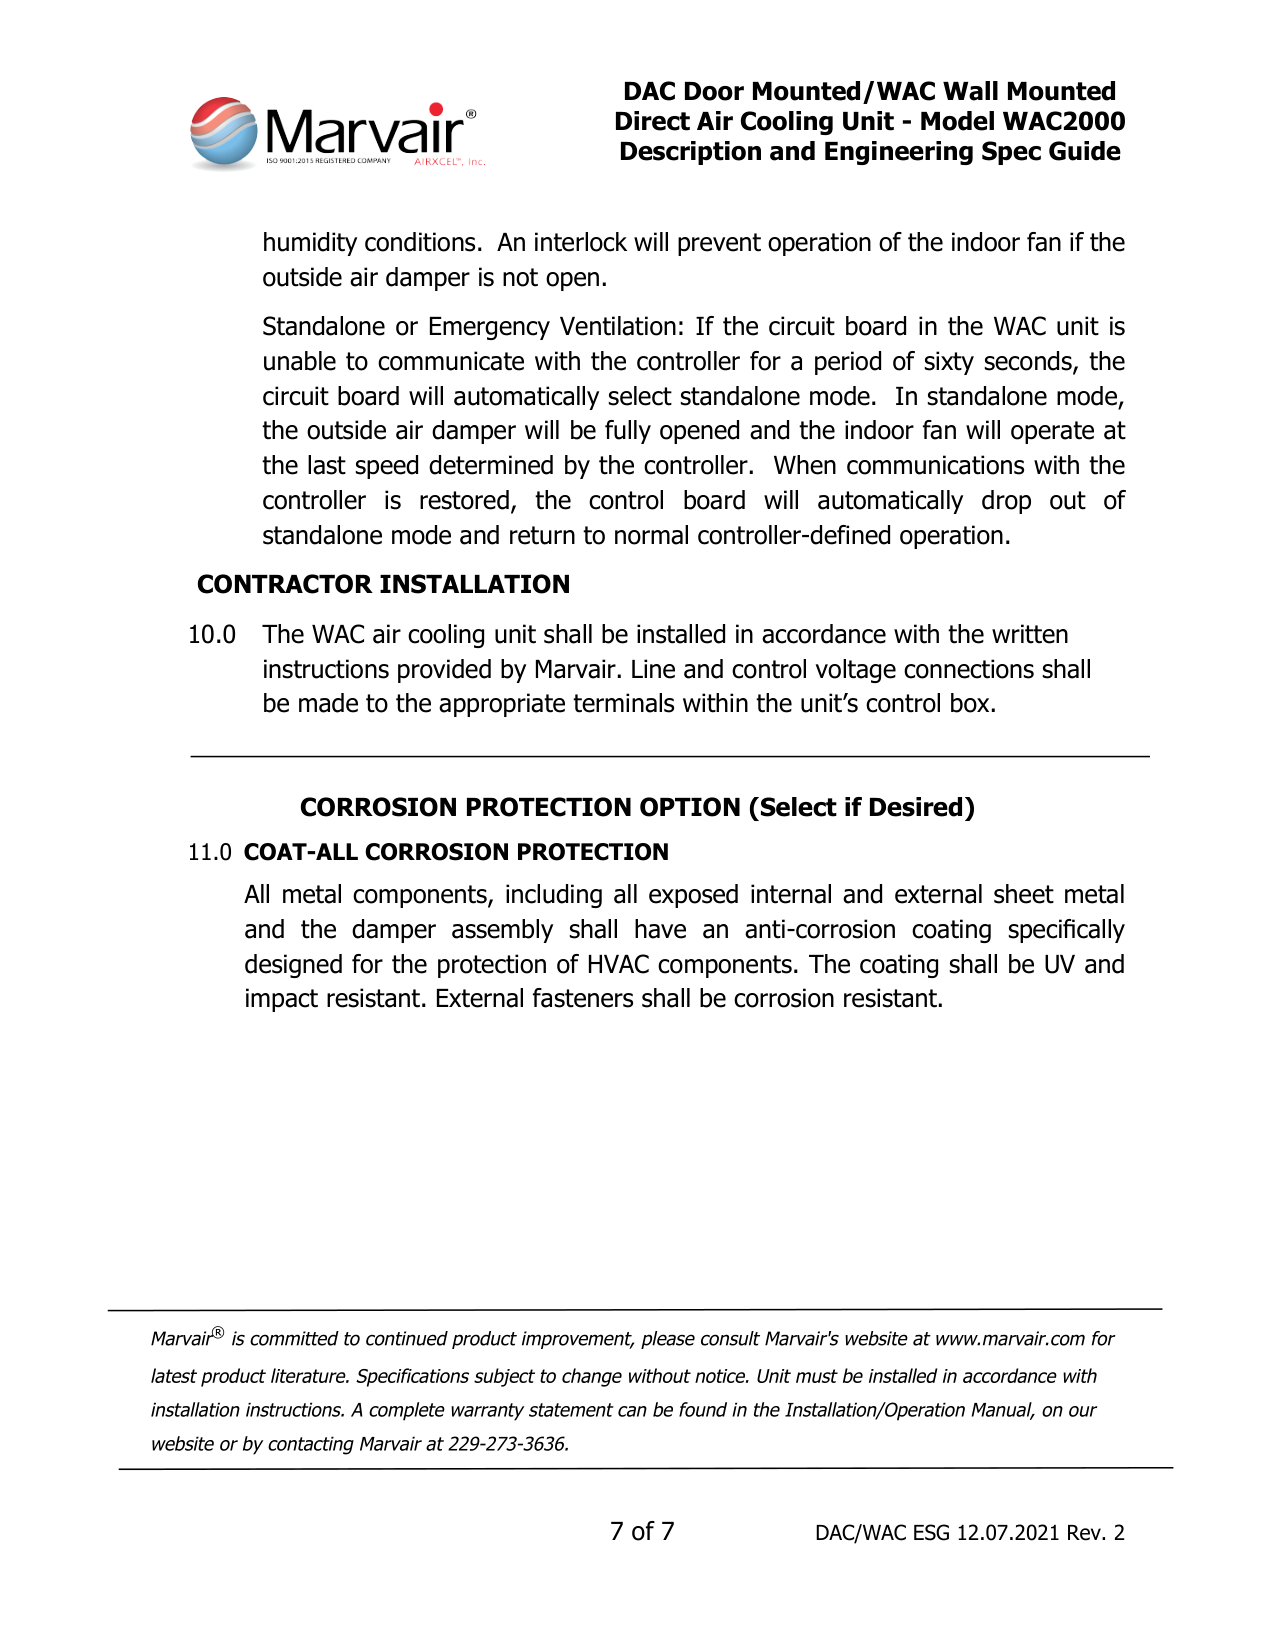 Marvair®
ISO 9001:2015 REGISTERED COMPANY
AIRXCEL™, Inc.
DAC Door Mounted/WAC Wall Mounted
Direct Air Cooling Unit - Model WAC2000
Description and Engineering Spec Guide
humidity conditions.  An interlock will prevent operation of the indoor fan if the
outside air damper is not open.
Standalone or Emergency Ventilation: If the circuit board in the WAC unit is
unable to communicate with the controller for a period of sixty seconds, the
circuit board will automatically select standalone mode.  In standalone mode,
the outside air damper will be fully opened and the indoor fan will operate at
the last speed determined by the controller.  When communications with the
controller is restored, the control board will automatically drop out of
standalone mode and return to normal controller-defined operation.
CONTRACTOR INSTALLATION
10.0 The WAC air cooling unit shall be installed in accordance with the written
instructions provided by Marvair. Line and control voltage connections shall
be made to the appropriate terminals within the unit’s control box.
CORROSION PROTECTION OPTION (Select if Desired)
11.0 COAT-ALL CORROSION PROTECTION
All metal components, including all exposed internal and external sheet metal
and the damper assembly shall have an anti-corrosion coating specifically
designed for the protection of HVAC components. The coating shall be UV and
impact resistant. External fasteners shall be corrosion resistant.
Marvair® is committed to continued product improvement, please consult Marvair's website at www.marvair.com for
latest product literature. Specifications subject to change without notice. Unit must be installed in accordance with
installation instructions. A complete warranty statement can be found in the Installation/Operation Manual, on our
website or by contacting Marvair at 229-273-3636.
7 of 7
DAC/WAC ESG 12.07.2021 Rev. 2